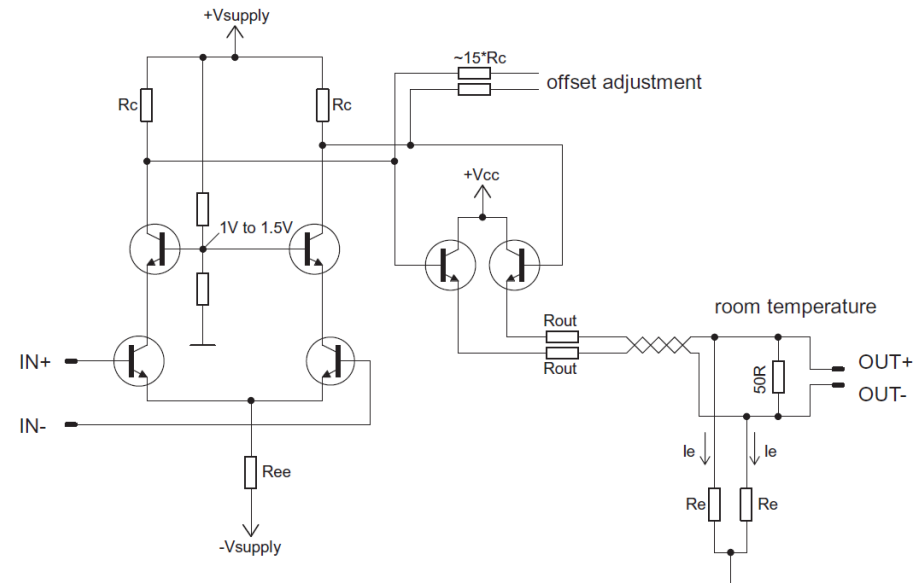 +Vsupply
~15*Rc
offset adjustment
Rc
Rc
+Vcc
1V to 1.5V
room temperature
Rout
IN+
OUT+
Rout
50R
OUT-
IN-
Ie
Ie
Ree
Re
Re
-Vsupply